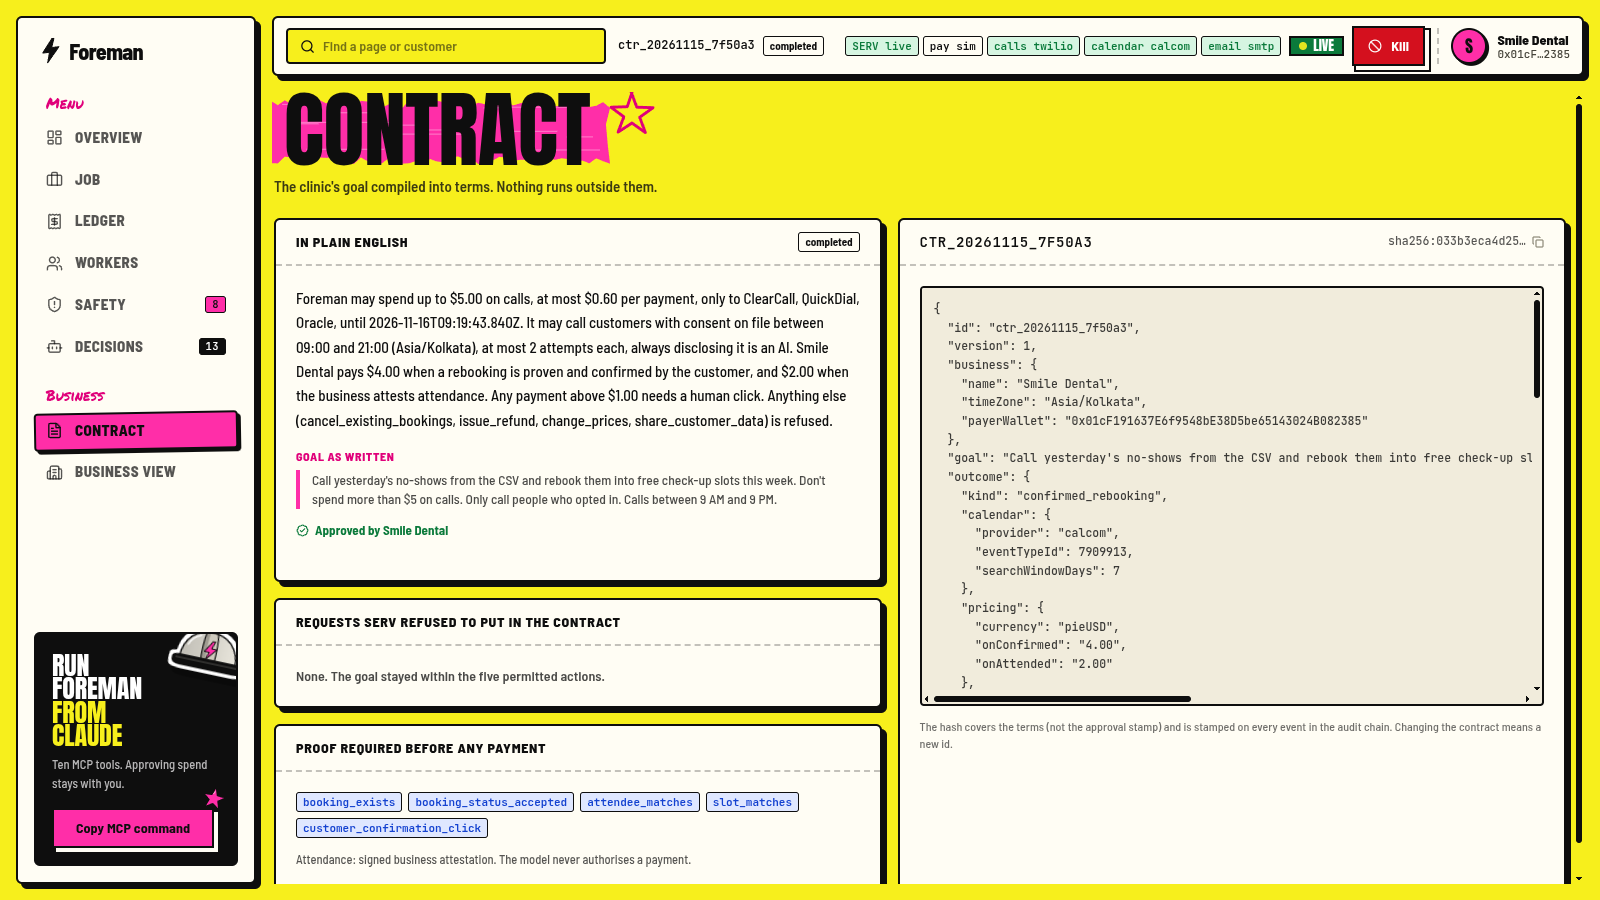 Foreman
Menu
OVERVIEW
JOB
LEDGER
WORKERS
SAFETY 8
DECISIONS 13
Business
CONTRACT
BUSINESS VIEW
RUN
FOREMAN
FROM
CLAUDE
Ten MCP tools. Approving spend
stays with you.
Copy MCP command
Find a page or customer
ctr_20261115_7f50a3 completed SERV live pay sim calls twilio calendar calcom email smtp LIVE Kill S Smile Dental
0x01cF…2385
CONTRACT
The clinic's goal compiled into terms. Nothing runs outside them.
IN PLAIN ENGLISH completed
Foreman may spend up to $5.00 on calls, at most $0.60 per payment, only to ClearCall, QuickDial,
Oracle, until 2026-11-16T09:19:43.840Z. It may call customers with consent on file between
09:00 and 21:00 (Asia/Kolkata), at most 2 attempts each, always disclosing it is an AI. Smile
Dental pays $4.00 when a rebooking is proven and confirmed by the customer, and $2.00 when
the business attests attendance. Any payment above $1.00 needs a human click. Anything else
(cancel_existing_bookings, issue_refund, change_prices, share_customer_data) is refused.
GOAL AS WRITTEN
Call yesterday's no-shows from the CSV and rebook them into free check-up slots this week. Don't
spend more than $5 on calls. Only call people who opted in. Calls between 9 AM and 9 PM.
Approved by Smile Dental
REQUESTS SERV REFUSED TO PUT IN THE CONTRACT
None. The goal stayed within the five permitted actions.
PROOF REQUIRED BEFORE ANY PAYMENT
booking_exists booking_status_accepted attendee_matches slot_matches
customer_confirmation_click
Attendance: signed business attestation. The model never authorises a payment.
CTR_20261115_7F50A3 sha256:033b3eca4d25…
{
"id": "ctr_20261115_7f50a3",
"version": 1,
"business": {
"name": "Smile Dental",
"timeZone": "Asia/Kolkata",
"payerWallet": "0x01cF191637E6f9548bE38D5be65143024B082385"
},
"goal": "Call yesterday's no-shows from the CSV and rebook them into free check-up sl
"outcome": {
"kind": "confirmed_rebooking",
"calendar": {
"provider": "calcom",
"eventTypeId": 7909913,
"searchWindowDays": 7
},
"pricing": {
"currency": "pieUSD",
"onConfirmed": "4.00",
"onAttended": "2.00"
},
The hash covers the terms (not the approval stamp) and is stamped on every event in the audit chain. Changing the contract means a
new id.